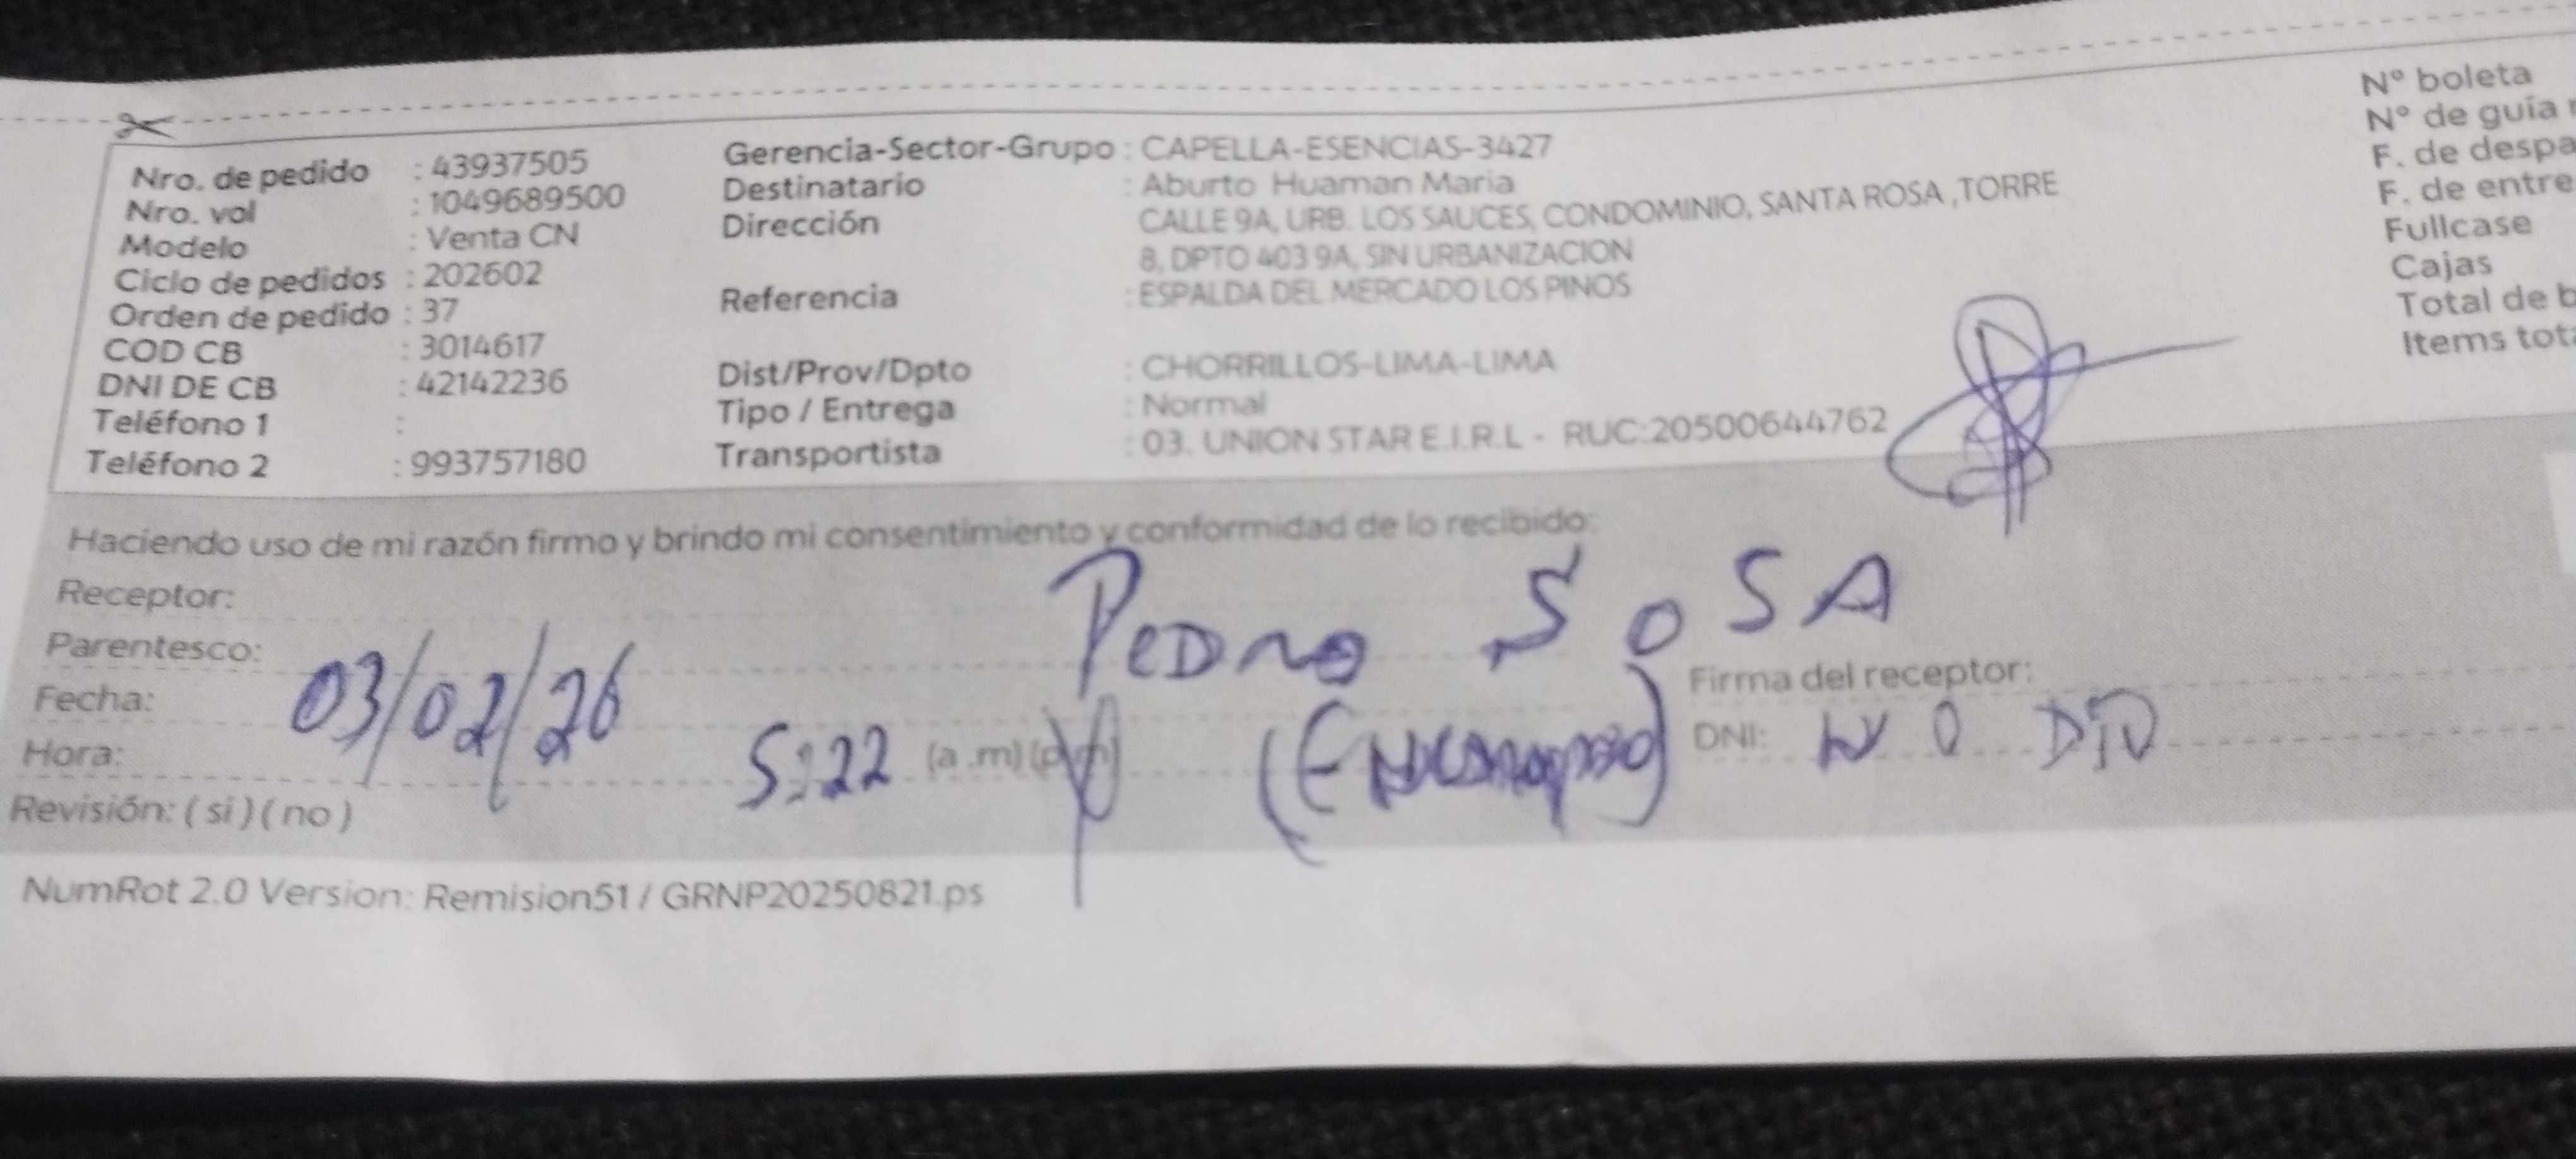 Nro. de pedido : 43937505
Nro. vol : 1049689500
Modelo : Venta CN
Ciclo de pedidos : 202602
Orden de pedido : 37
COD CB : 3014617
DNI DE CB : 42142236
Teléfono 1 :
Teléfono 2 : 993757180
Gerencia-Sector-Grupo : CAPELLA-ESENCIAS-3427
Destinatario : Aburto Huaman Maria
Dirección CALLE 9A, URB. LOS SAUCES, CONDOMINIO, SANTA ROSA ,TORRE
8, DPTO 403 9A, SIN URBANIZACION
Referencia : ESPALDA DEL MERCADO LOS PINOS
Dist/Prov/Dpto : CHORRILLOS-LIMA-LIMA
Tipo / Entrega : Normal
Transportista : 03. UNION STAR E.I.R.L - RUC:20500644762
N° boleta
N° de guía
F. de despa
F. de entre
Fullcase
Cajas
Total de b
Items tot
Haciendo uso de mi razón firmo y brindo mi consentimiento y conformidad de lo recibido:
Receptor: Pedro SOSA
Parentesco:
Firma del receptor:
Fecha: 03/02/26
Hora: 5:22 (a .m) (p.m)
DNI: NO DIO
Revisión: ( si ) ( no )
NumRot 2.0 Version: Remision51 / GRNP20250821.ps